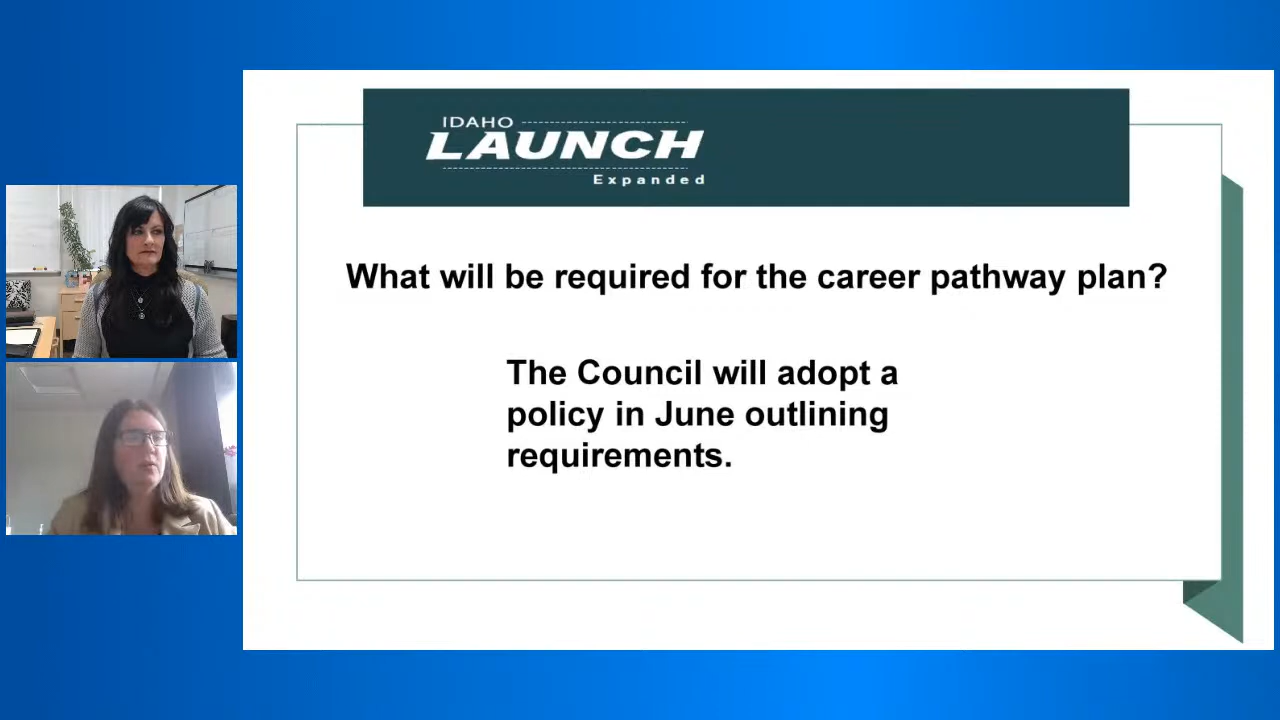 IDAHO
LAUNCH
Expanded
What will be required for the career pathway plan?
The Council will adopt a
policy in June outlining
requirements.